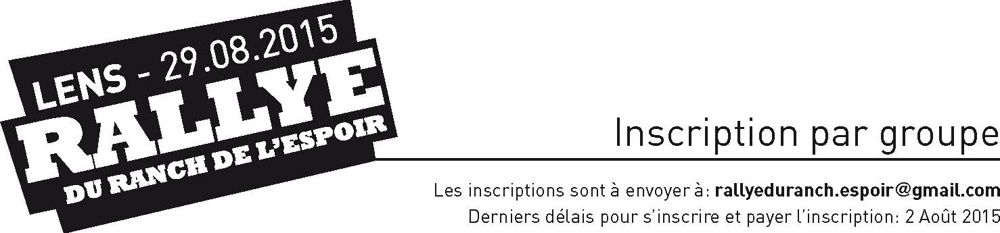 LENS - 29.08.2015
RALLYE
DU RANCH DE L'ESPOIR
Inscription par groupe
Les inscriptions sont à envoyer à: rallyeduranch.espoir@gmail.com
Derniers délais pour s'inscrire et payer l'inscription: 2 Août 2015